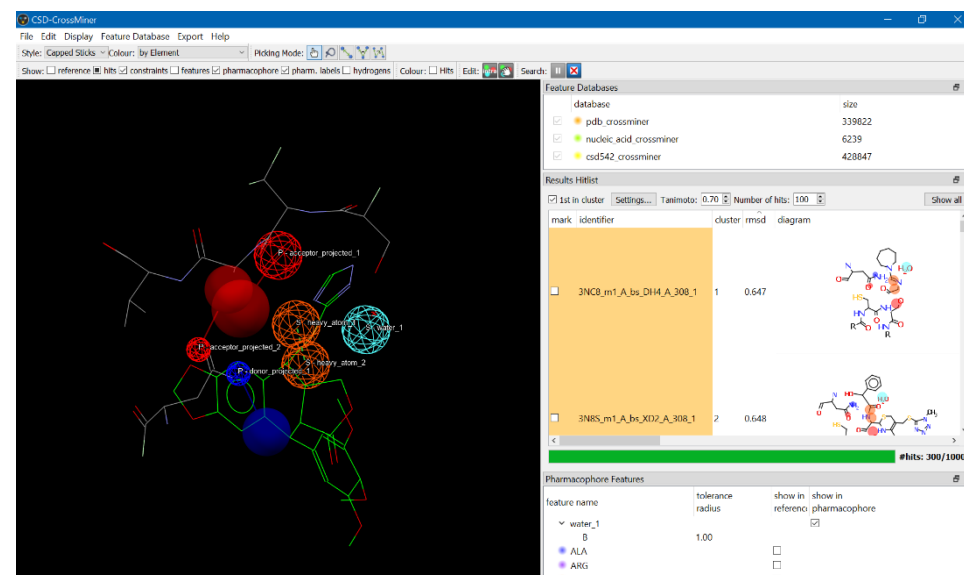 CSD-CrossMiner
File Edit Display Feature Database Export Help
Style: Capped Sticks Colour: by Element Picking Mode:
Show: reference hits constraints features pharmacophore pharm. labels hydrogens Colour: Hits Edit: Search:
Feature Databases
database size
pdb_crossminer 339822
nucleic_acid_crossminer 6239
csd542_crossminer 428847
Results Hitlist
1st in cluster Settings... Tanimoto: 0.70 Number of hits: 100 Show all
mark identifier cluster rmsd diagram
3NC8_m1_A_bs_DH4_A_308_1 1 0.647
3N8S_m1_A_bs_XD2_A_308_1 2 0.648
#hits: 300/1000
P - acceptor_projected_1
S - heavy_atom_1
S - water_1
P - acceptor_projected_2
S - heavy_atom_2
P - donor_projected_1
Pharmacophore Features
feature name tolerance radius show in reference show in pharmacophore
water_1
B 1.00
ALA
ARG